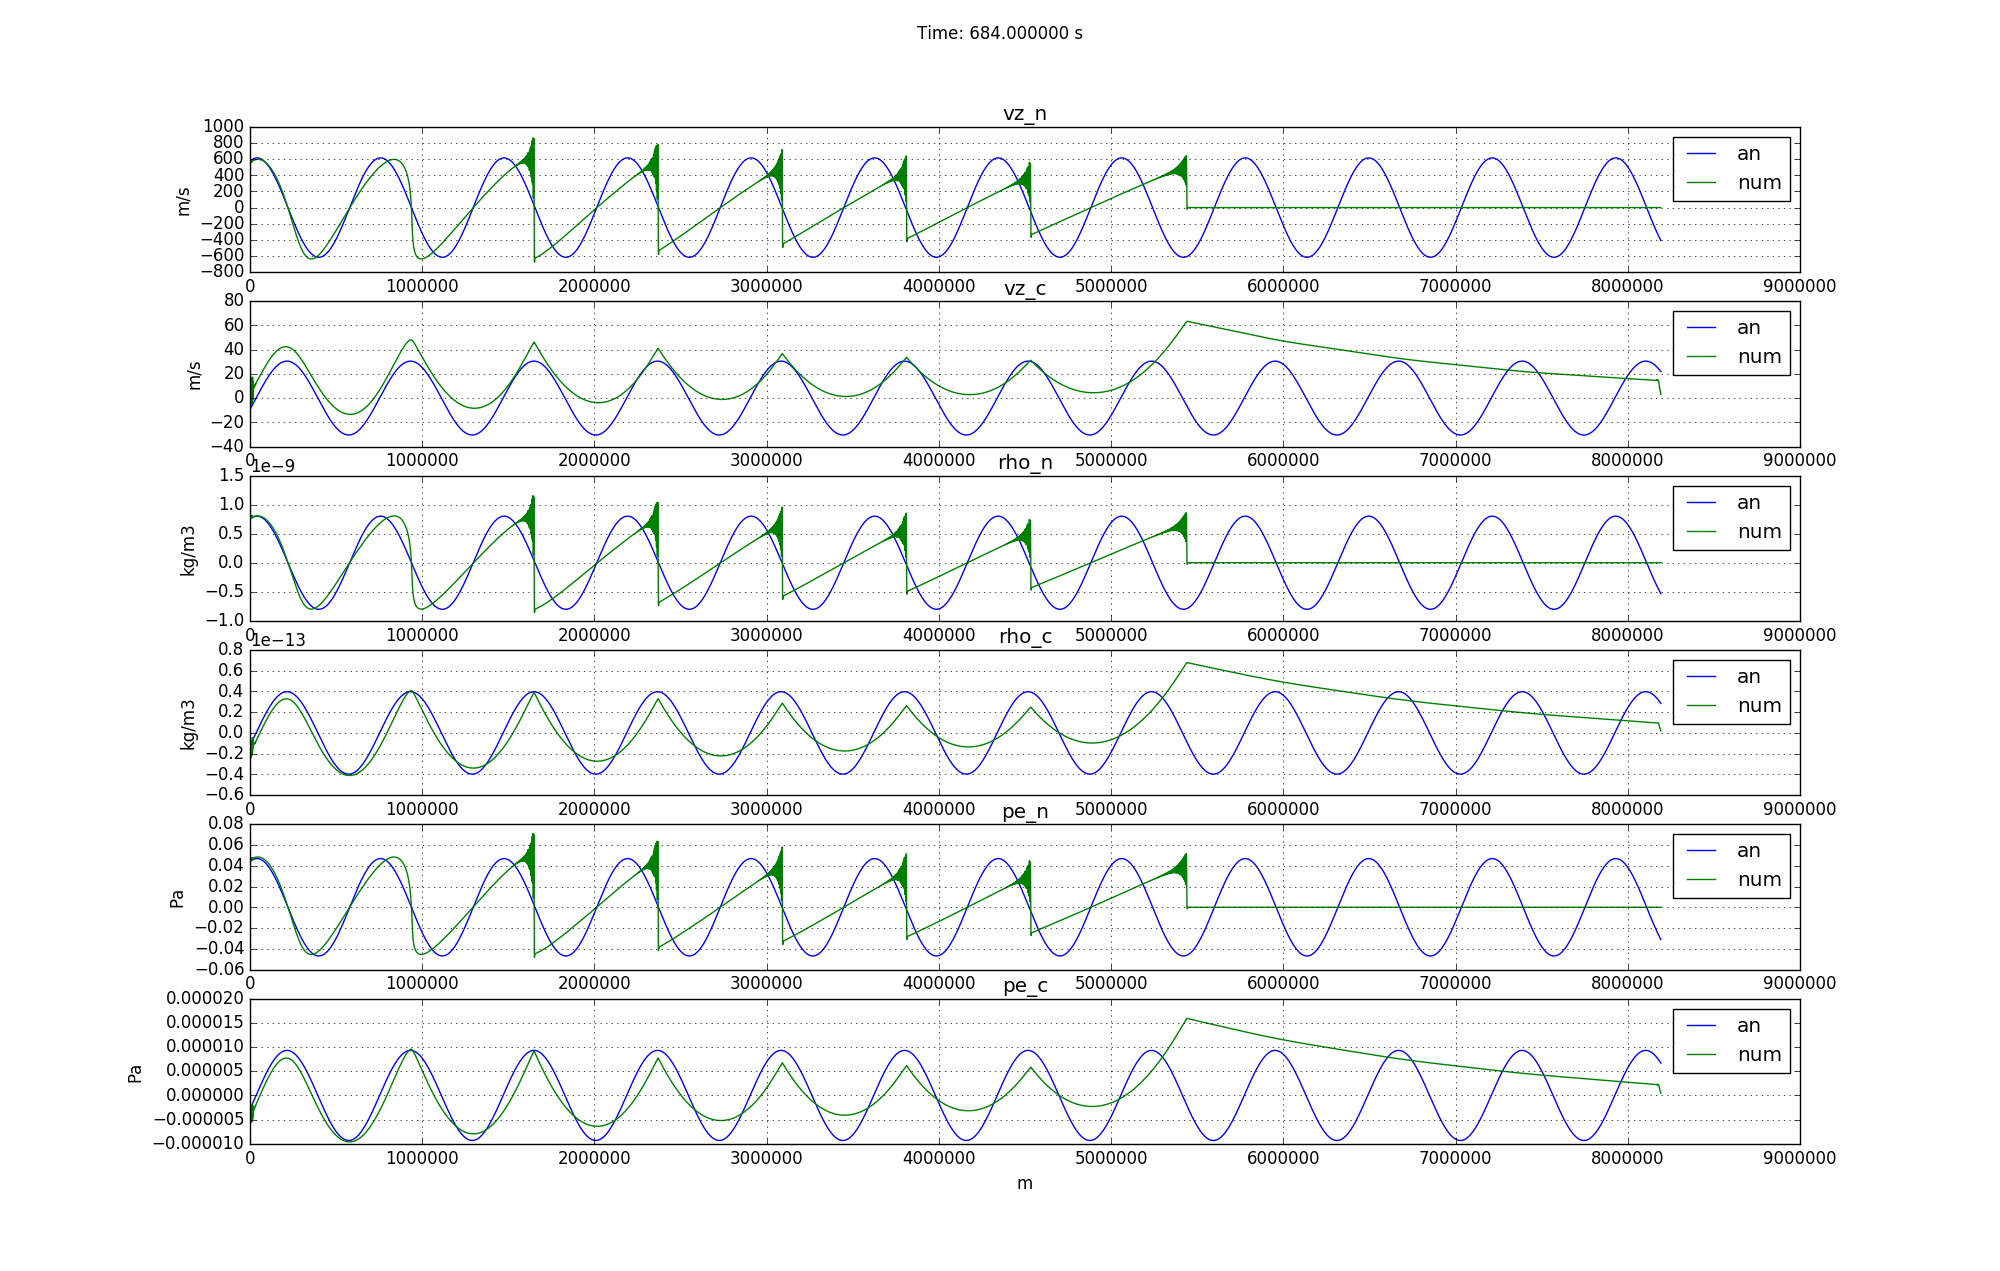 Time: 684.000000 s
vz_n
1000
800
600
400
200
0
−200
−400
−600
−800
m/s
an
num
0 1000000 2000000 3000000 4000000 5000000 6000000 7000000 8000000 9000000
vz_c
80
60
40
20
0
−20
−40
m/s
an
num
0 1000000 2000000 3000000 4000000 5000000 6000000 7000000 8000000 9000000
1e−9
rho_n
1.5
1.0
0.5
0.0
−0.5
−1.0
kg/m3
an
num
0 1000000 2000000 3000000 4000000 5000000 6000000 7000000 8000000 9000000
1e−13
rho_c
0.8
0.6
0.4
0.2
0.0
−0.2
−0.4
−0.6
kg/m3
an
num
0 1000000 2000000 3000000 4000000 5000000 6000000 7000000 8000000 9000000
pe_n
0.08
0.06
0.04
0.02
0.00
−0.02
−0.04
−0.06
Pa
an
num
0 1000000 2000000 3000000 4000000 5000000 6000000 7000000 8000000 9000000
pe_c
0.000020
0.000015
0.000010
0.000005
0.000000
−0.000005
−0.000010
Pa
an
num
0 1000000 2000000 3000000 4000000 5000000 6000000 7000000 8000000 9000000
m